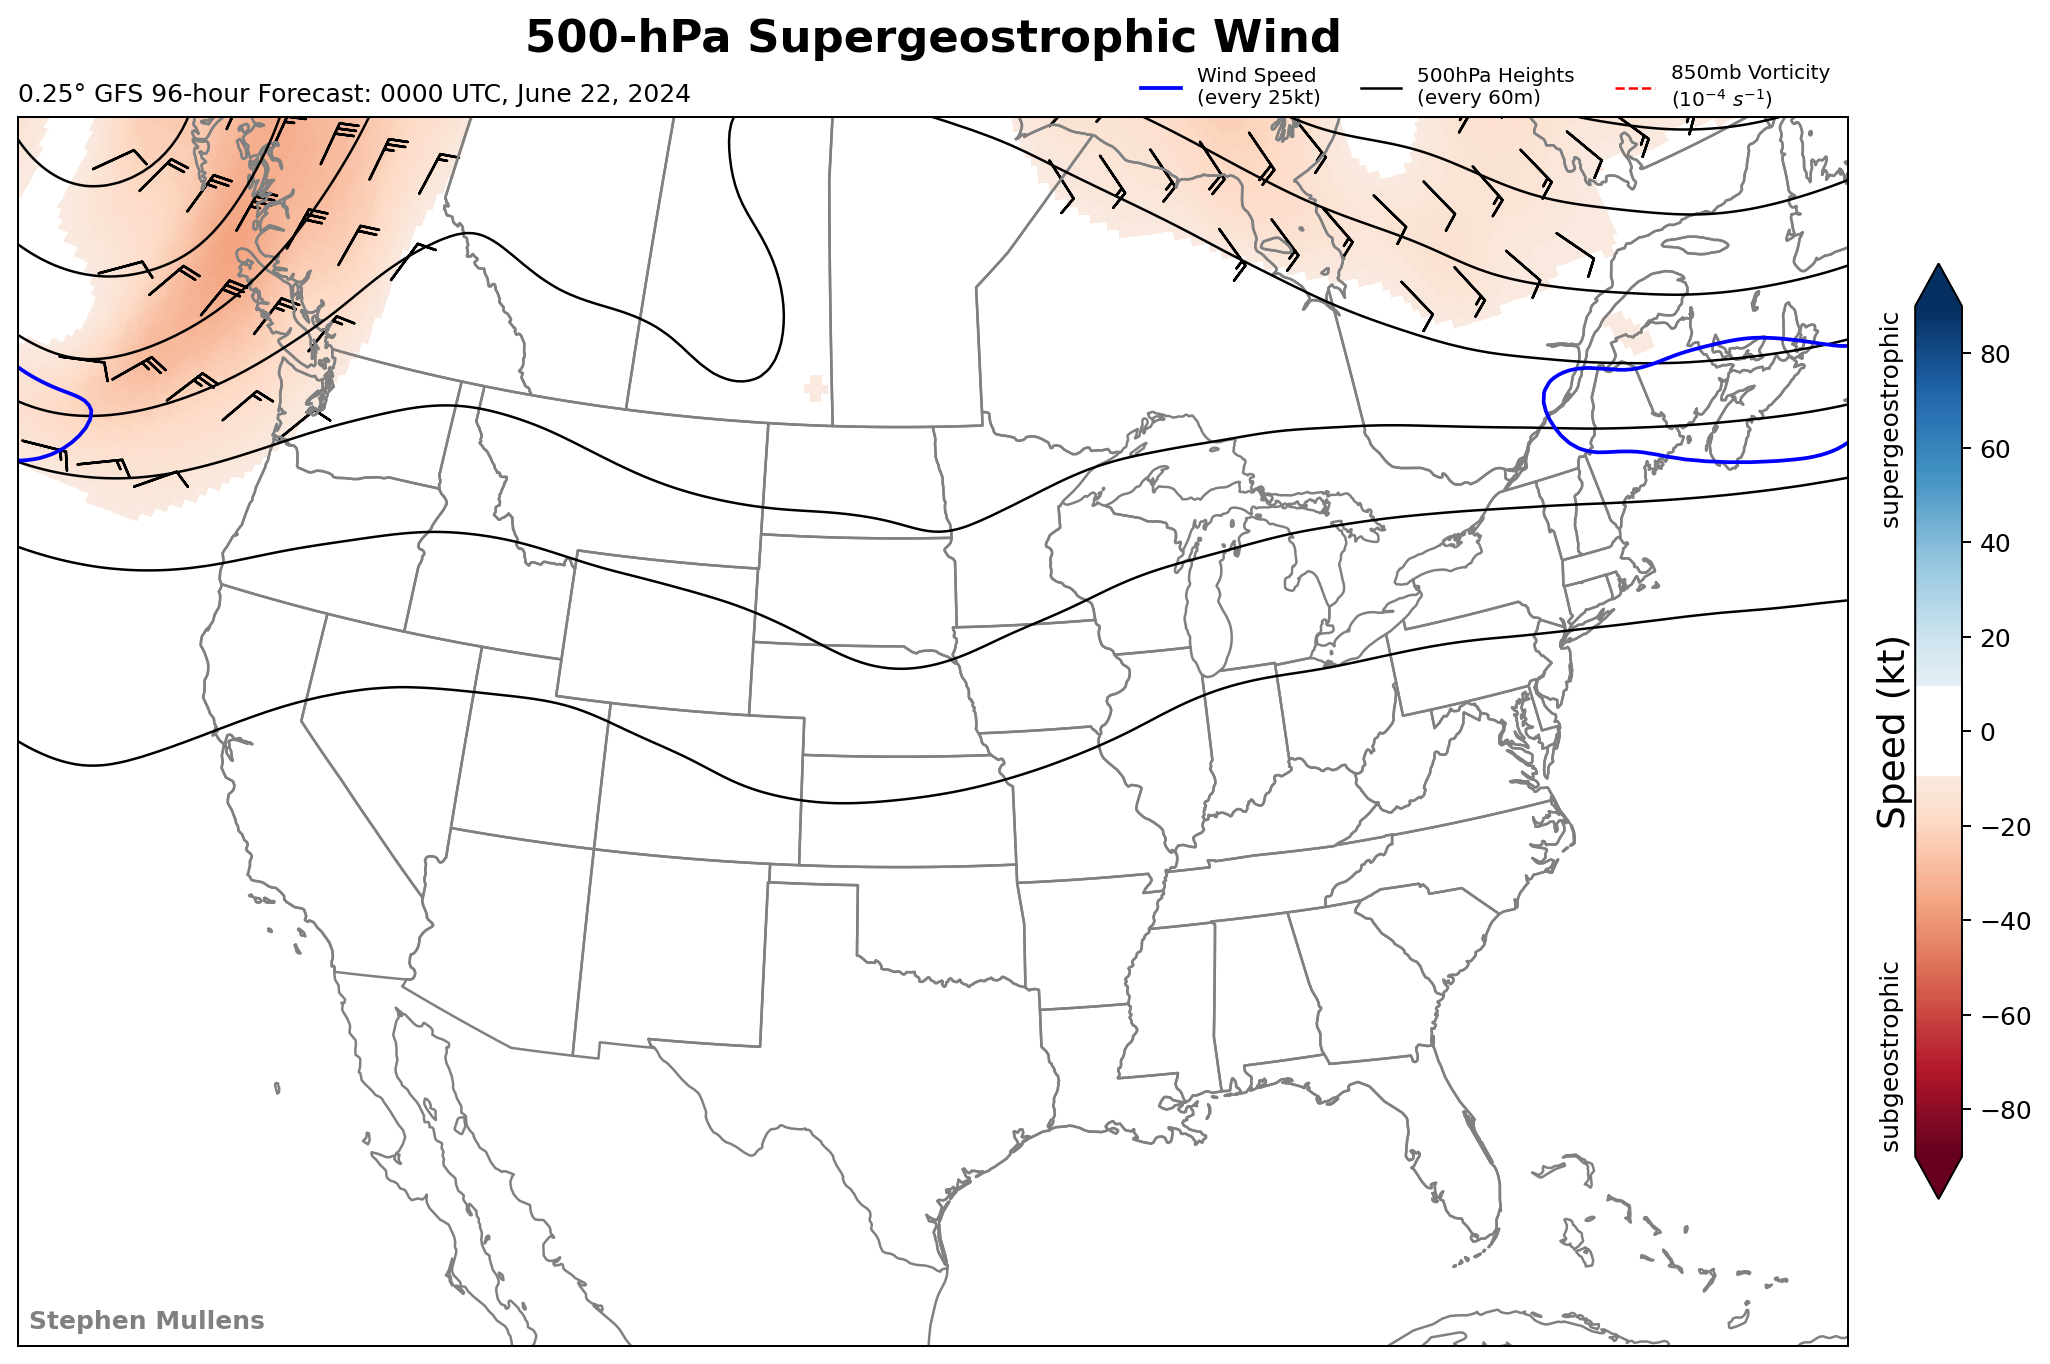 500-hPa Supergeostrophic Wind
0.25° GFS 96-hour Forecast: 0000 UTC, June 22, 2024
Wind Speed
(every 25kt)
500hPa Heights
(every 60m)
850mb Vorticity
(10⁻⁴ s⁻¹)
supergeostrophic
Speed (kt)
subgeostrophic
80
60
40
20
0
−20
−40
−60
−80
Stephen Mullens